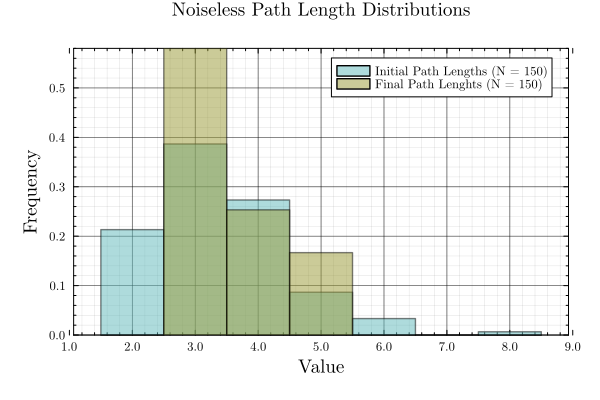 Noiseless Path Length Distributions
Initial Path Lengths (N = 150)
Final Path Lenghts (N = 150)
Frequency
0.5
0.4
0.3
0.2
0.1
0.0
1.0 2.0 3.0 4.0 5.0 6.0 7.0 8.0 9.0
Value